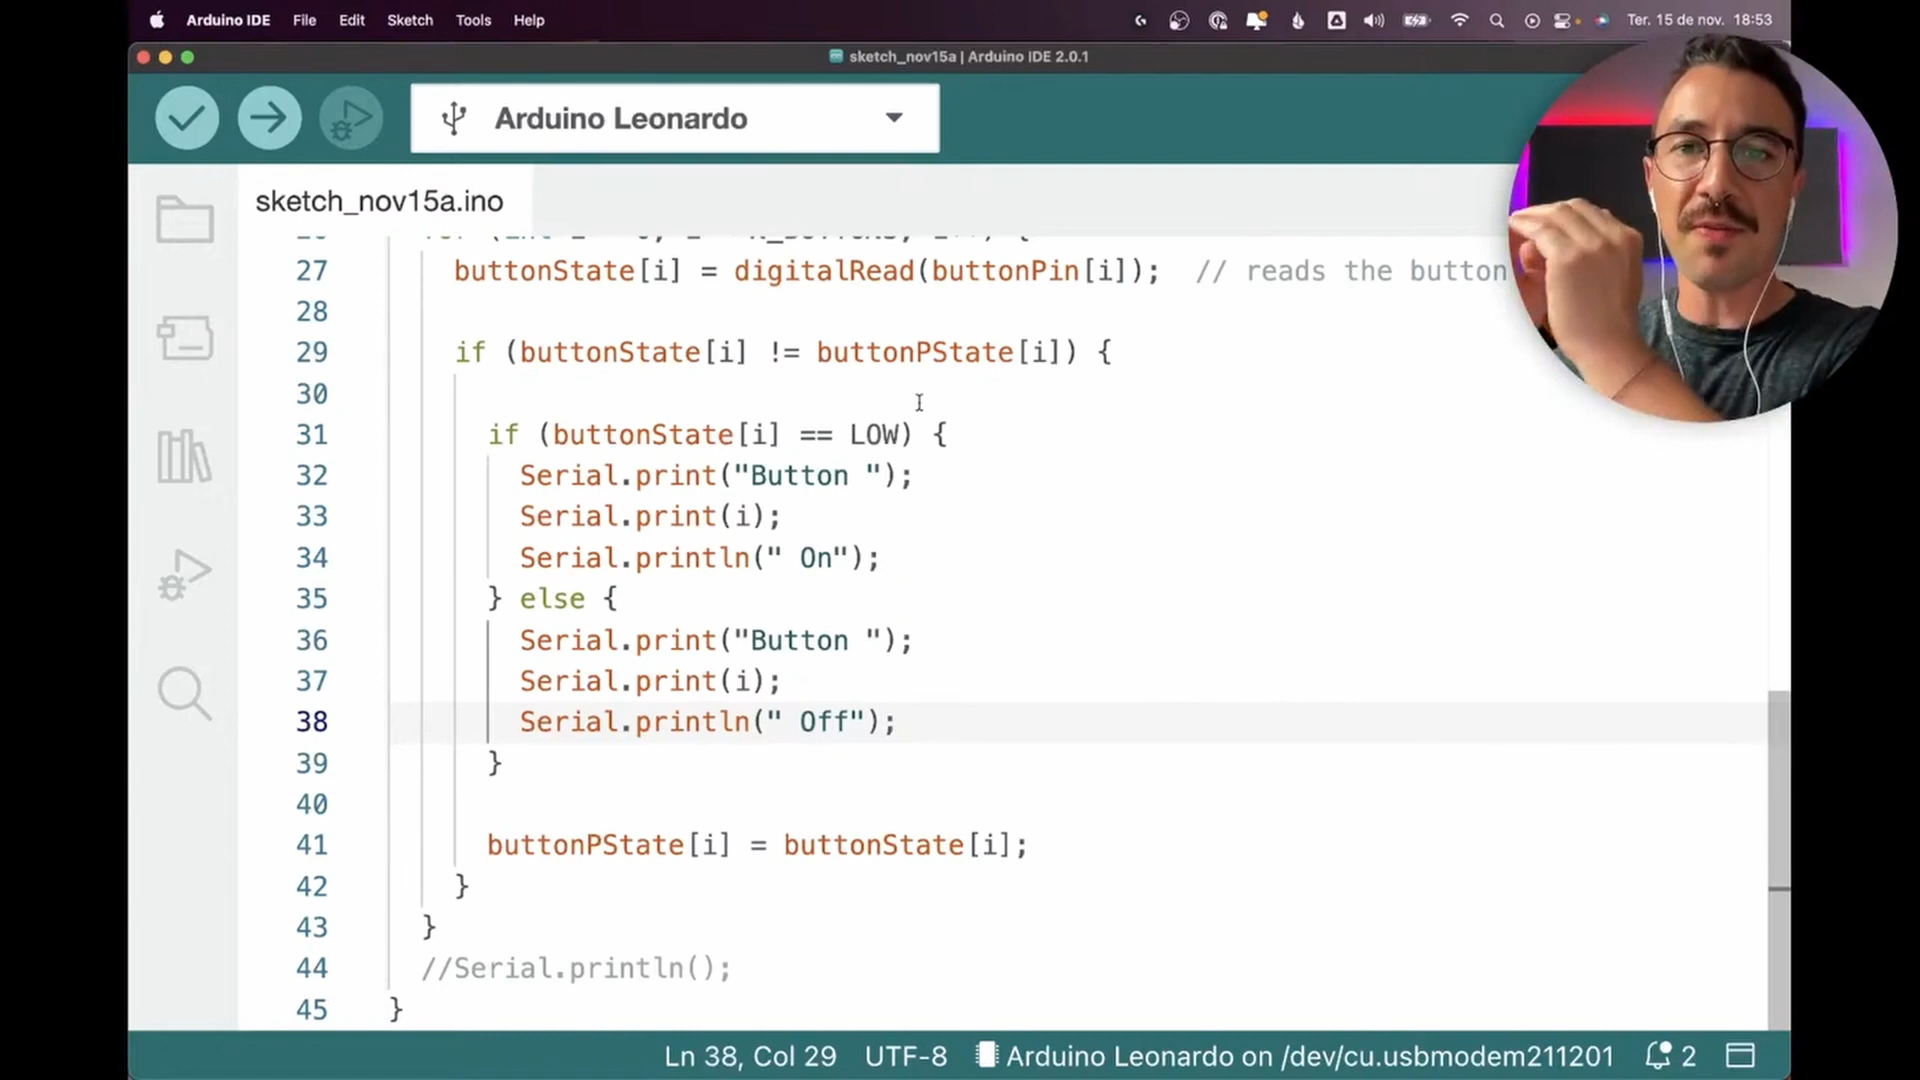 Arduino IDE File Edit Sketch Tools Help Ter. 15 de nov. 18:53
sketch_nov15a | Arduino IDE 2.0.1
Arduino Leonardo
sketch_nov15a.ino
27 buttonState[i] = digitalRead(buttonPin[i]); // reads the button
28
29 if (buttonState[i] != buttonPState[i]) {
30
31 if (buttonState[i] == LOW) {
32 Serial.print("Button ");
33 Serial.print(i);
34 Serial.println(" On");
35 } else {
36 Serial.print("Button ");
37 Serial.print(i);
38 Serial.println(" Off");
39 }
40
41 buttonPState[i] = buttonState[i];
42 }
43 }
44 //Serial.println();
45 }
Ln 38, Col 29 UTF-8 Arduino Leonardo on /dev/cu.usbmodem211201 2